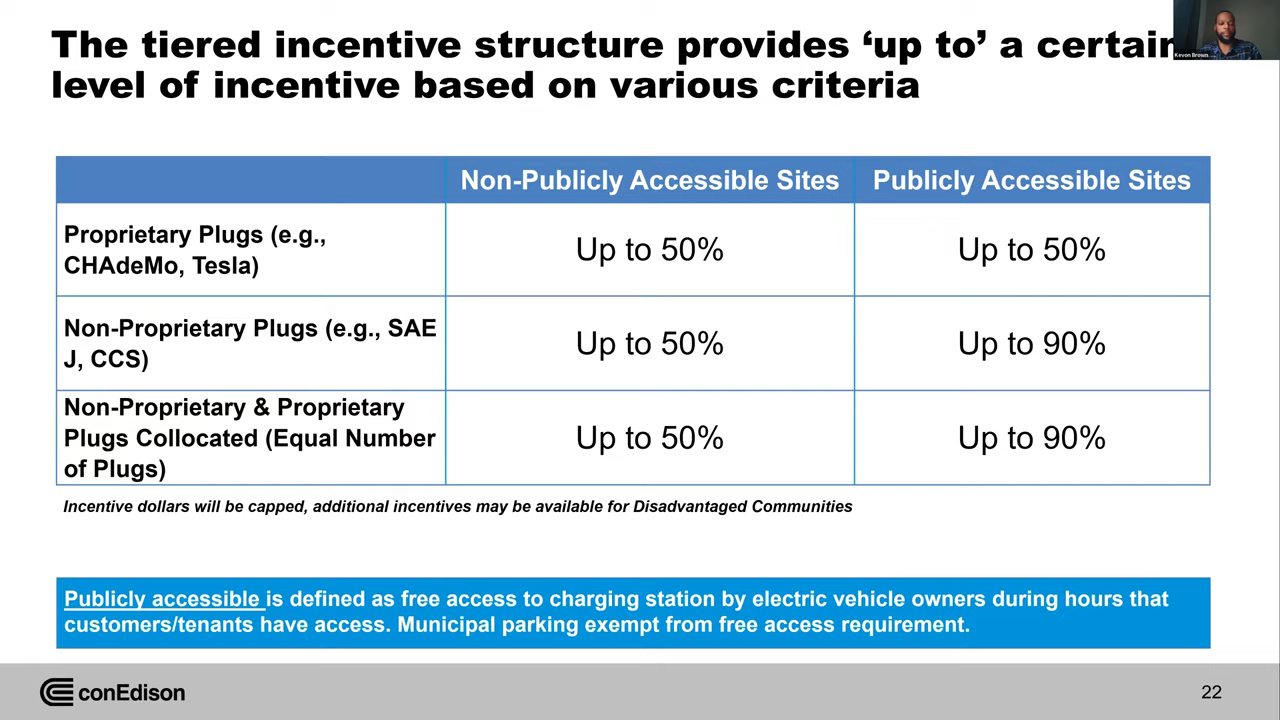 The tiered incentive structure provides ‘up to’ a certain
level of incentive based on various criteria
Kevon Brown
Non-Publicly Accessible Sites
Publicly Accessible Sites
Proprietary Plugs (e.g.,
CHAdeMo, Tesla)
Up to 50%
Up to 50%
Non-Proprietary Plugs (e.g., SAE
J, CCS)
Up to 50%
Up to 90%
Non-Proprietary & Proprietary
Plugs Collocated (Equal Number
of Plugs)
Up to 50%
Up to 90%
Incentive dollars will be capped, additional incentives may be available for Disadvantaged Communities
Publicly accessible is defined as free access to charging station by electric vehicle owners during hours that
customers/tenants have access. Municipal parking exempt from free access requirement.
conEdison
22